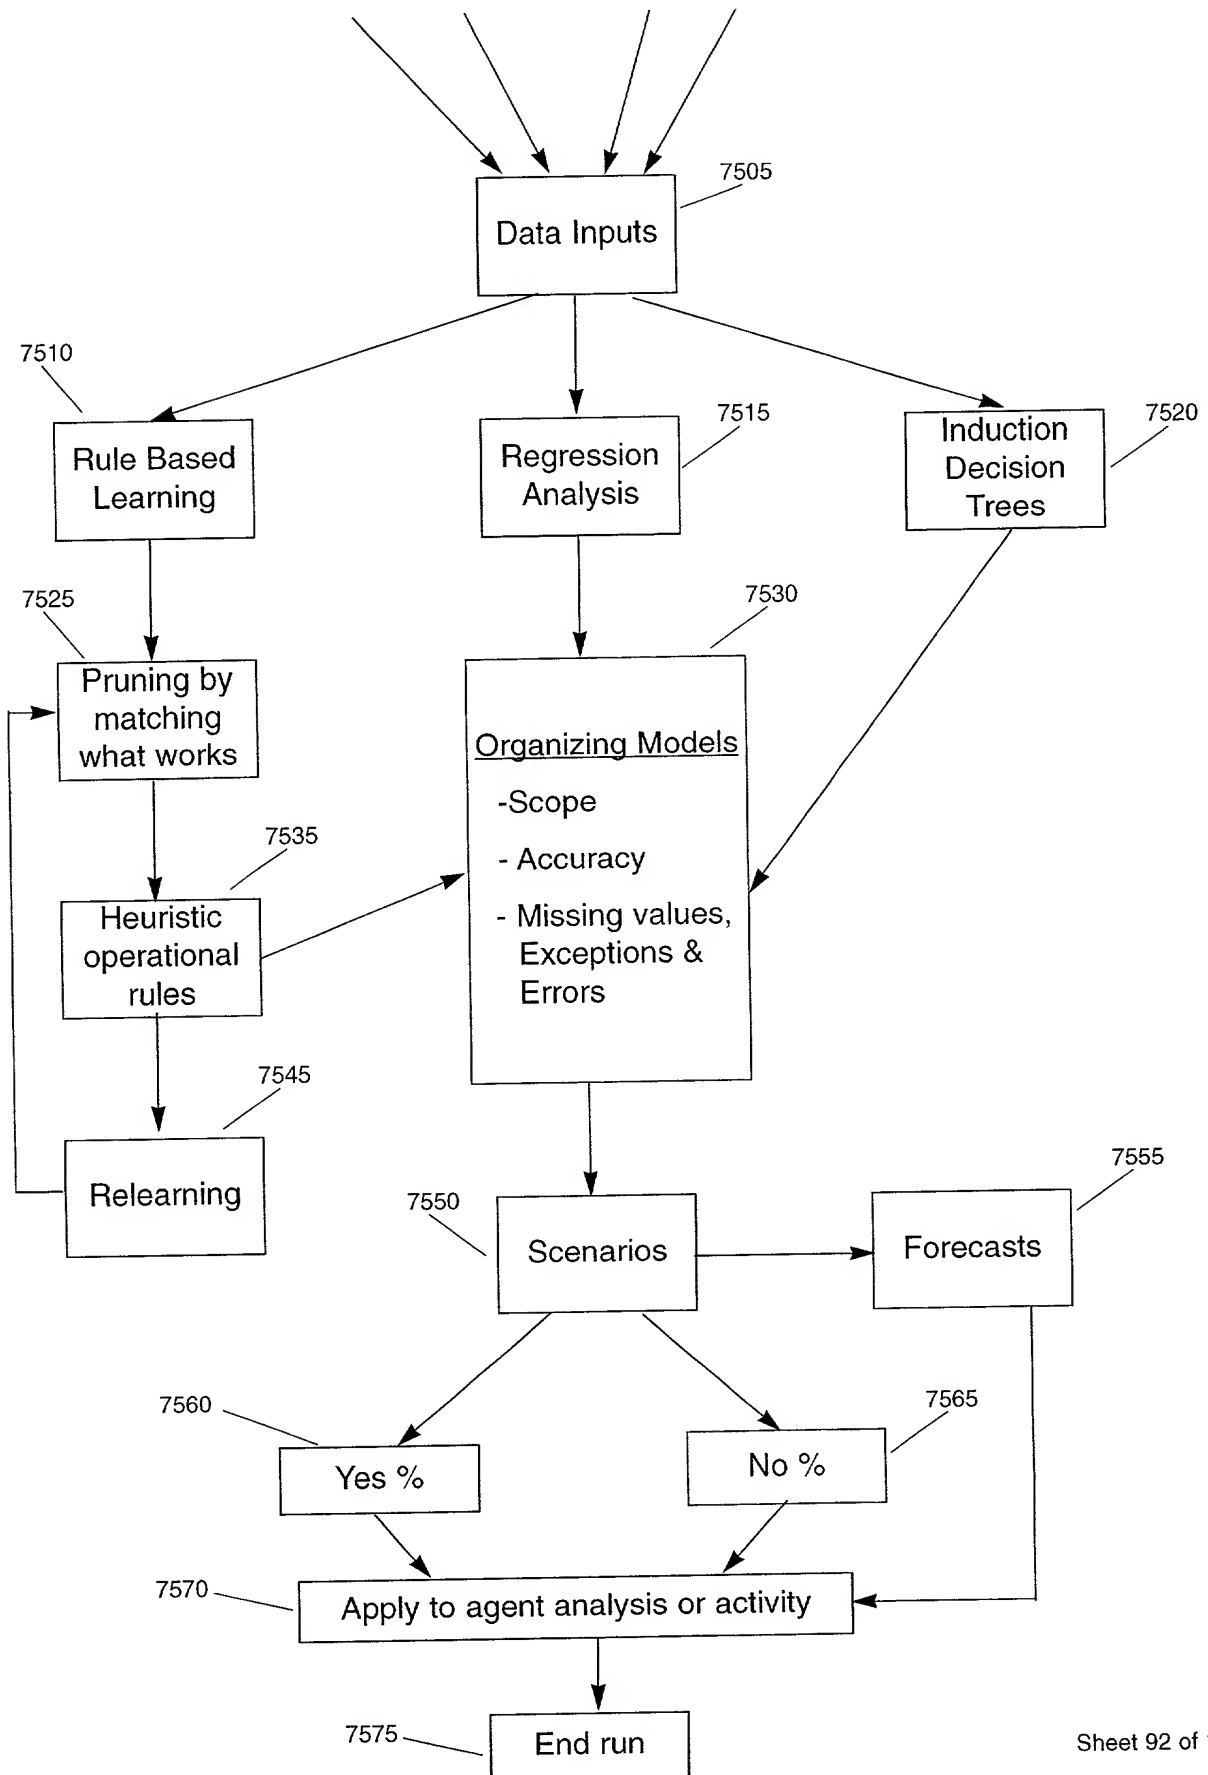 7505
Data Inputs
7510
7515
7520
Rule Based
Learning
Regression
Analysis
Induction
Decision
Trees
7525
7530
Pruning by
matching
what works
Organizing Models
-Scope
- Accuracy
- Missing values,
Exceptions &
Errors
7535
Heuristic
operational
rules
7545
Relearning
7550
Scenarios
7555
Forecasts
7560
Yes %
7565
No %
7570
Apply to agent analysis or activity
7575
End run
Sheet 92 of